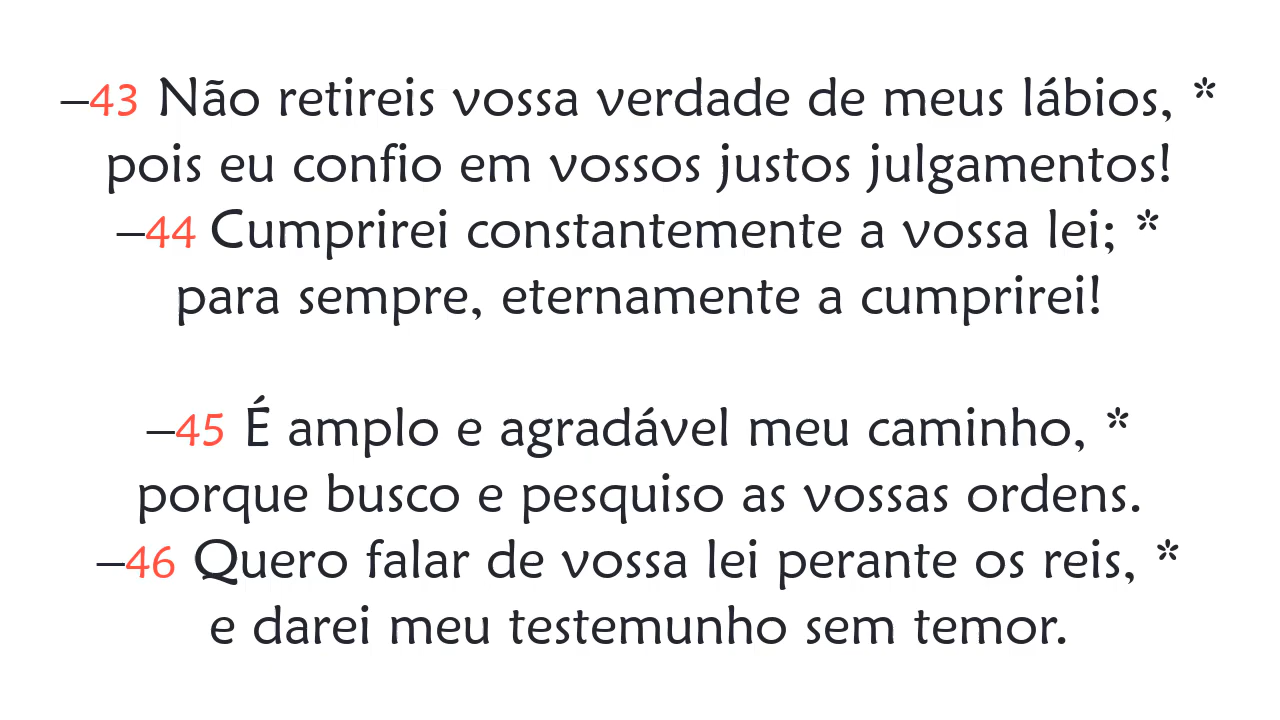 –43 Não retireis vossa verdade de meus lábios, *
pois eu confio em vossos justos julgamentos!
–44 Cumprirei constantemente a vossa lei; *
para sempre, eternamente a cumprirei!
–45 É amplo e agradável meu caminho, *
porque busco e pesquiso as vossas ordens.
–46 Quero falar de vossa lei perante os reis, *
e darei meu testemunho sem temor.